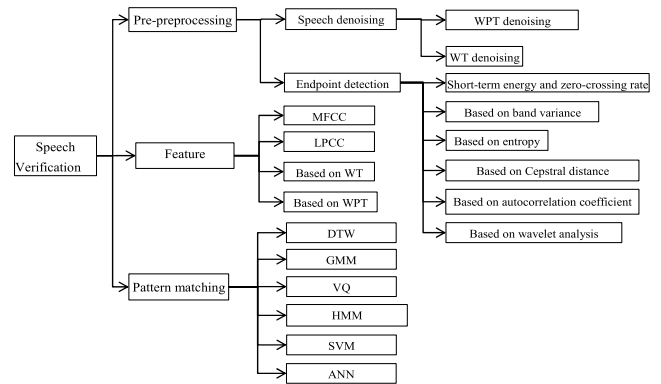 Speech
Verification
Pre-preprocessing
Speech denoising
WPT denoising
WT denoising
Endpoint detection
Short-term energy and zero-crossing rate
Based on band variance
Based on entropy
Based on Cepstral distance
Based on autocorrelation coefficient
Based on wavelet analysis
Feature
MFCC
LPCC
Based on WT
Based on WPT
Pattern matching
DTW
GMM
VQ
HMM
SVM
ANN